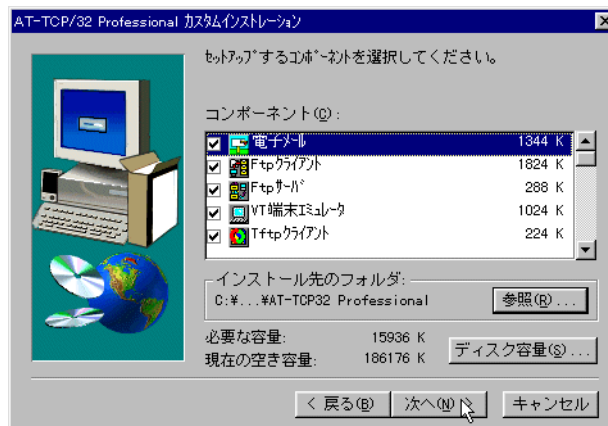 AT-TCP/32 Professional ｶｽﾀﾑｲﾝｽﾄﾚｰｼｮﾝ
ｾｯﾄｱｯﾌﾟするｺﾝﾎﾟｰﾈﾝﾄを選択してください。
コンポーネント(C):
電子ﾒｰﾙ 1344 K
Ftpｸﾗｲｱﾝﾄ 1824 K
Ftpｻｰﾊﾞ 288 K
VT端末ｴﾐｭﾚｰﾀ 1024 K
Tftpｸﾗｲｱﾝﾄ 224 K
インストール先のフォルダ:
C:¥...¥AT-TCP32 Professional 参照(R)...
必要な容量: 15936 K
現在の空き容量: 186176 K
ディスク容量(S)...
< 戻る(B) 次へ(N) > キャンセル